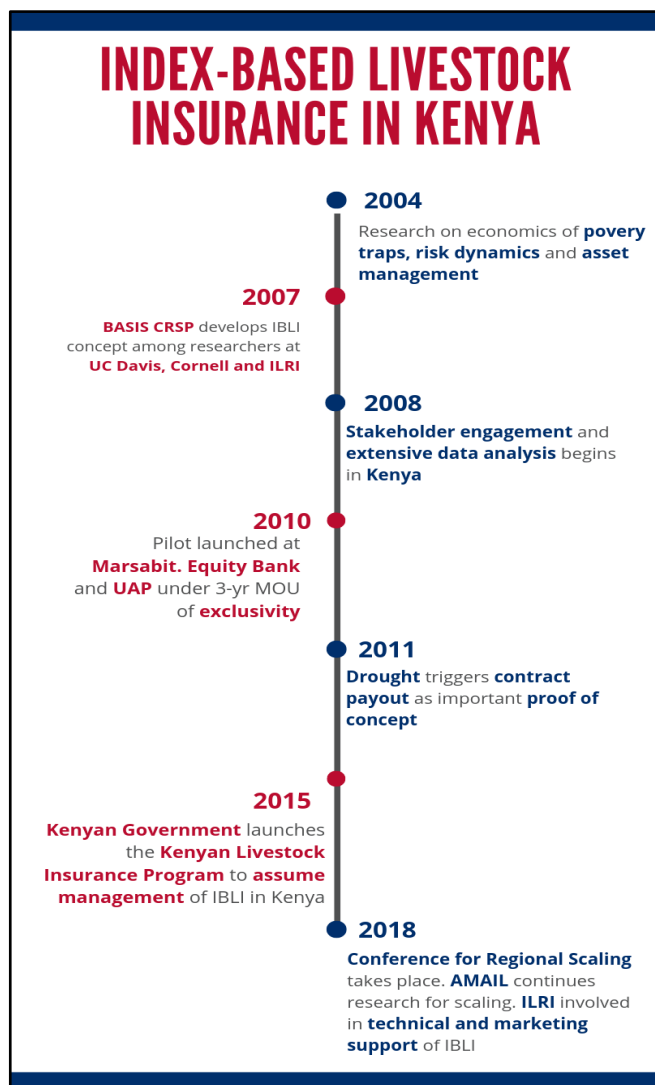 INDEX-BASED LIVESTOCK
INSURANCE IN KENYA
2004
Research on economics of povery
traps, risk dynamics and asset
management
2007
BASIS CRSP develops IBLI
concept among researchers at
UC Davis, Cornell and ILRI
2008
Stakeholder engagement and
extensive data analysis begins
in Kenya
2010
Pilot launched at
Marsabit. Equity Bank
and UAP under 3-yr MOU
of exclusivity
2011
Drought triggers contract
payout as important proof of
concept
2015
Kenyan Government launches
the Kenyan Livestock
Insurance Program to assume
management of IBLI in Kenya
2018
Conference for Regional Scaling
takes place. AMAIL continues
research for scaling. ILRI involved
in technical and marketing
support of IBLI